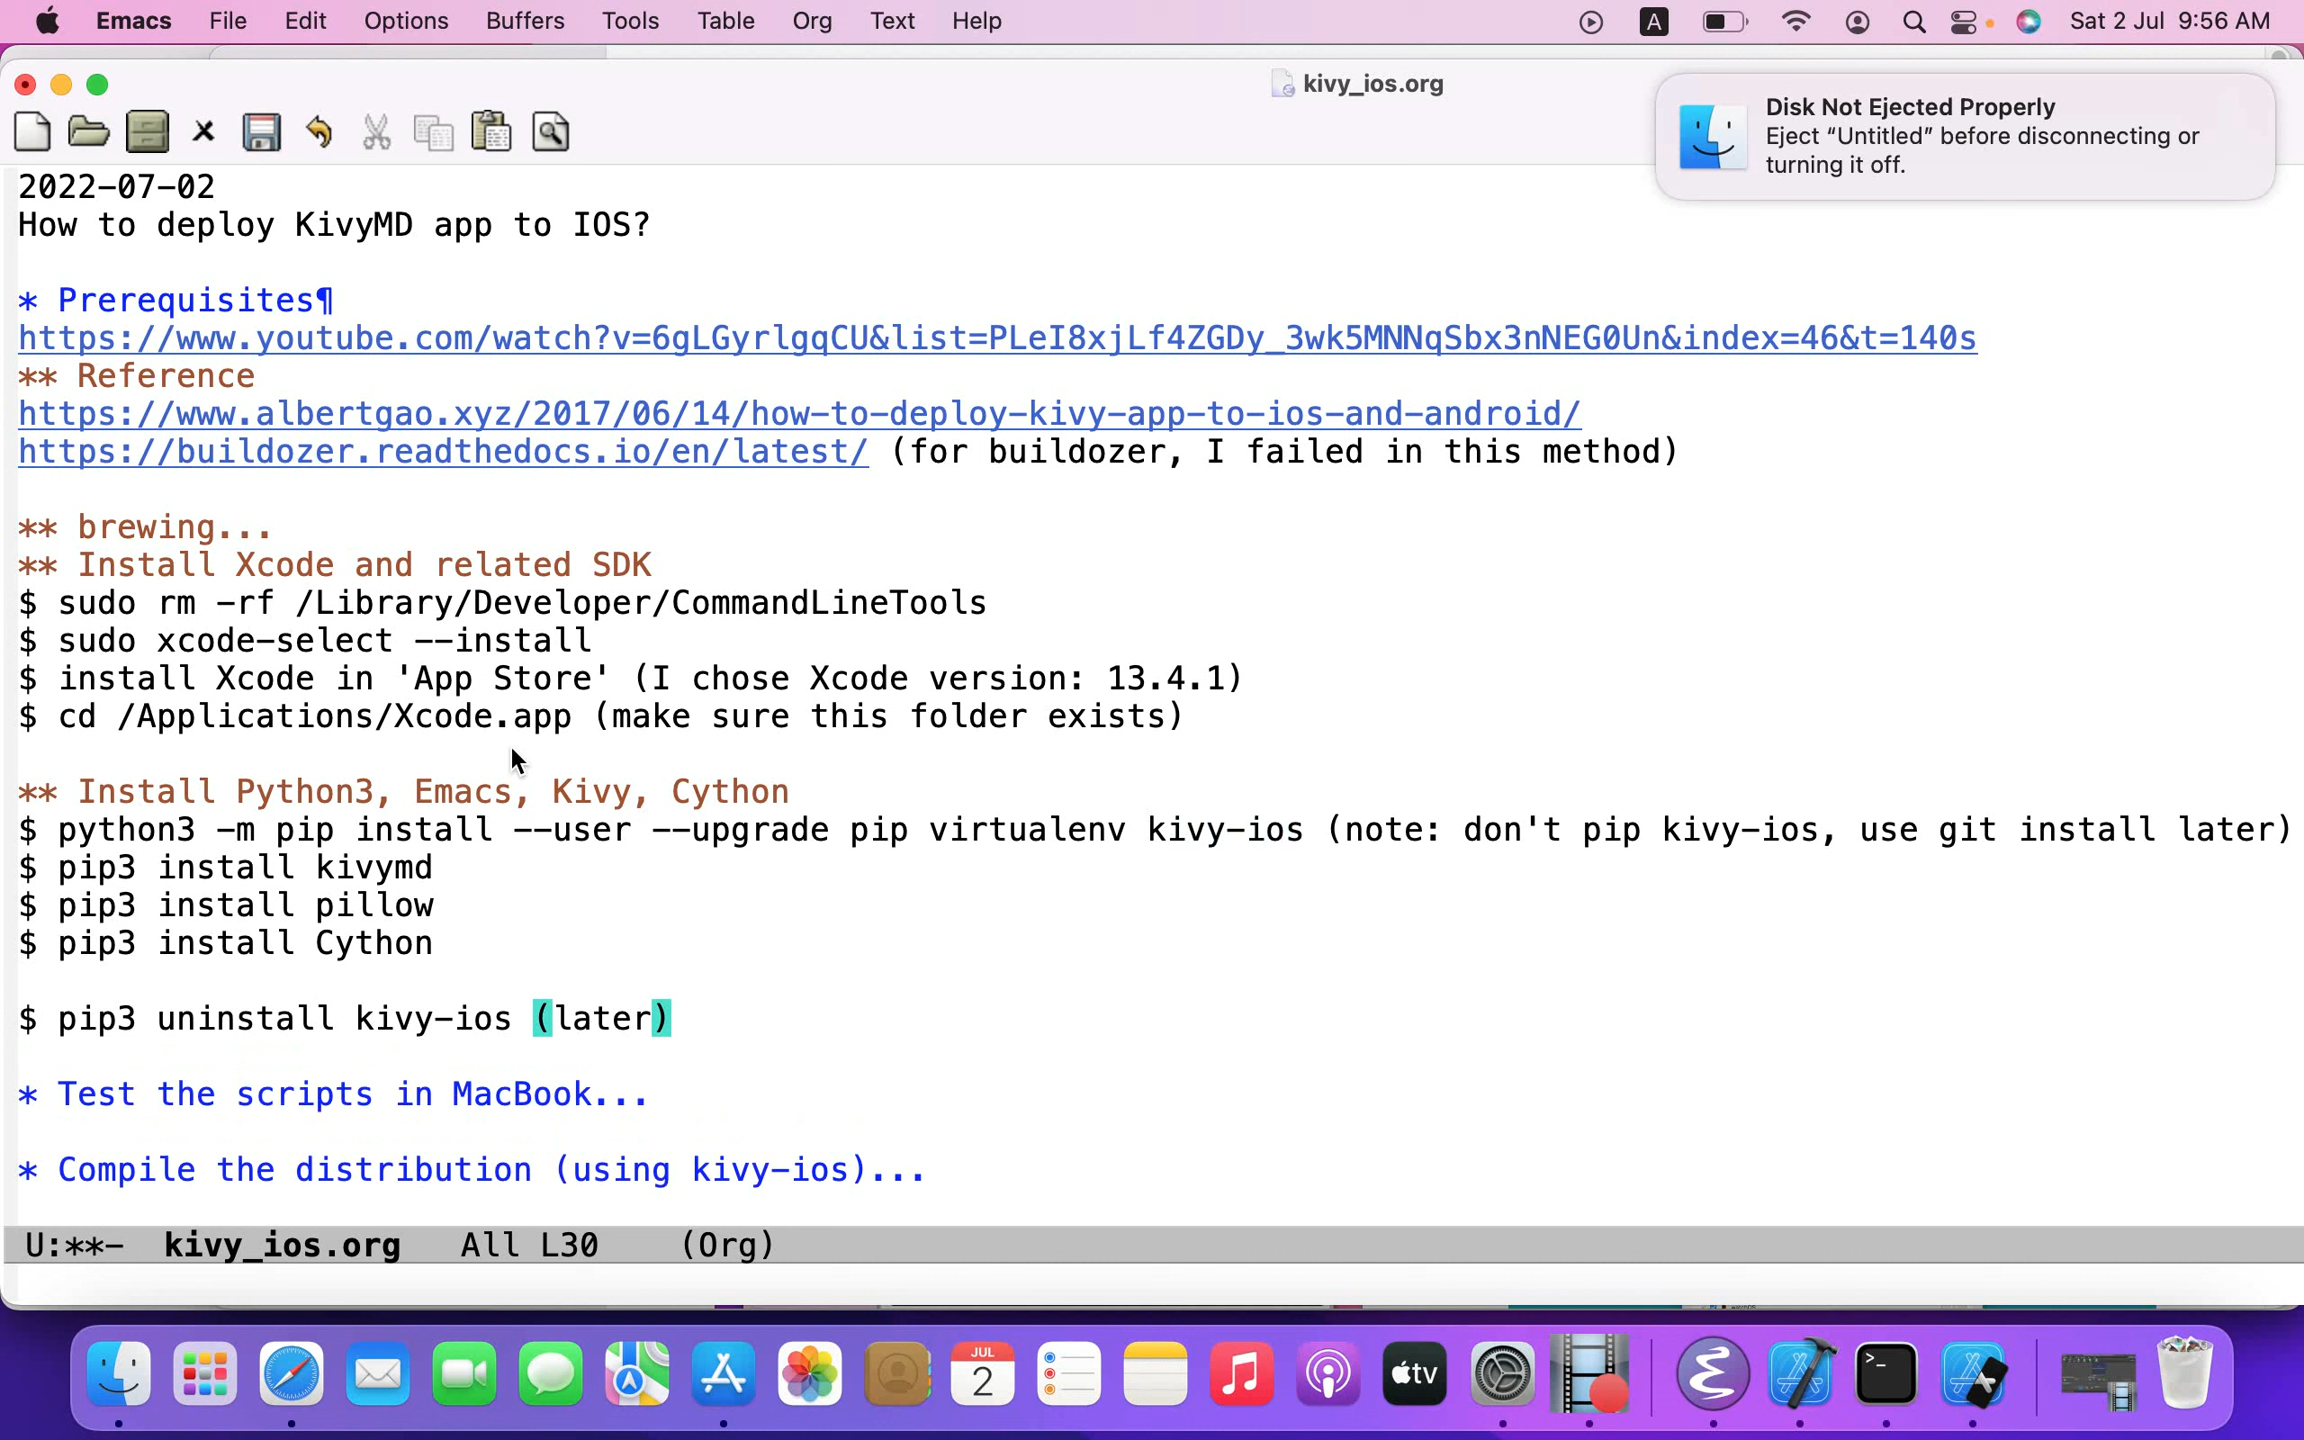 Emacs File Edit Options Buffers Tools Table Org Text Help A Sat 2 Jul 9:56 AM
kivy_ios.org
Disk Not Ejected Properly
Eject “Untitled” before disconnecting or
turning it off.
2022-07-02
How to deploy KivyMD app to IOS?
* Prerequisites¶
https://www.youtube.com/watch?v=6gLGyrlgqCU&list=PLeI8xjLf4ZGDy_3wk5MNNqSbx3nNEG0Un&index=46&t=140s
** Reference
https://www.albertgao.xyz/2017/06/14/how-to-deploy-kivy-app-to-ios-and-android/
https://buildozer.readthedocs.io/en/latest/ (for buildozer, I failed in this method)
** brewing...
** Install Xcode and related SDK
$ sudo rm -rf /Library/Developer/CommandLineTools
$ sudo xcode-select --install
$ install Xcode in 'App Store' (I chose Xcode version: 13.4.1)
$ cd /Applications/Xcode.app (make sure this folder exists)
** Install Python3, Emacs, Kivy, Cython
$ python3 -m pip install --user --upgrade pip virtualenv kivy-ios (note: don't pip kivy-ios, use git install later)
$ pip3 install kivymd
$ pip3 install pillow
$ pip3 install Cython
$ pip3 uninstall kivy-ios (later)
* Test the scripts in MacBook...
* Compile the distribution (using kivy-ios)...
U:**- kivy_ios.org All L30 (Org)
JUL
2
tv
>_